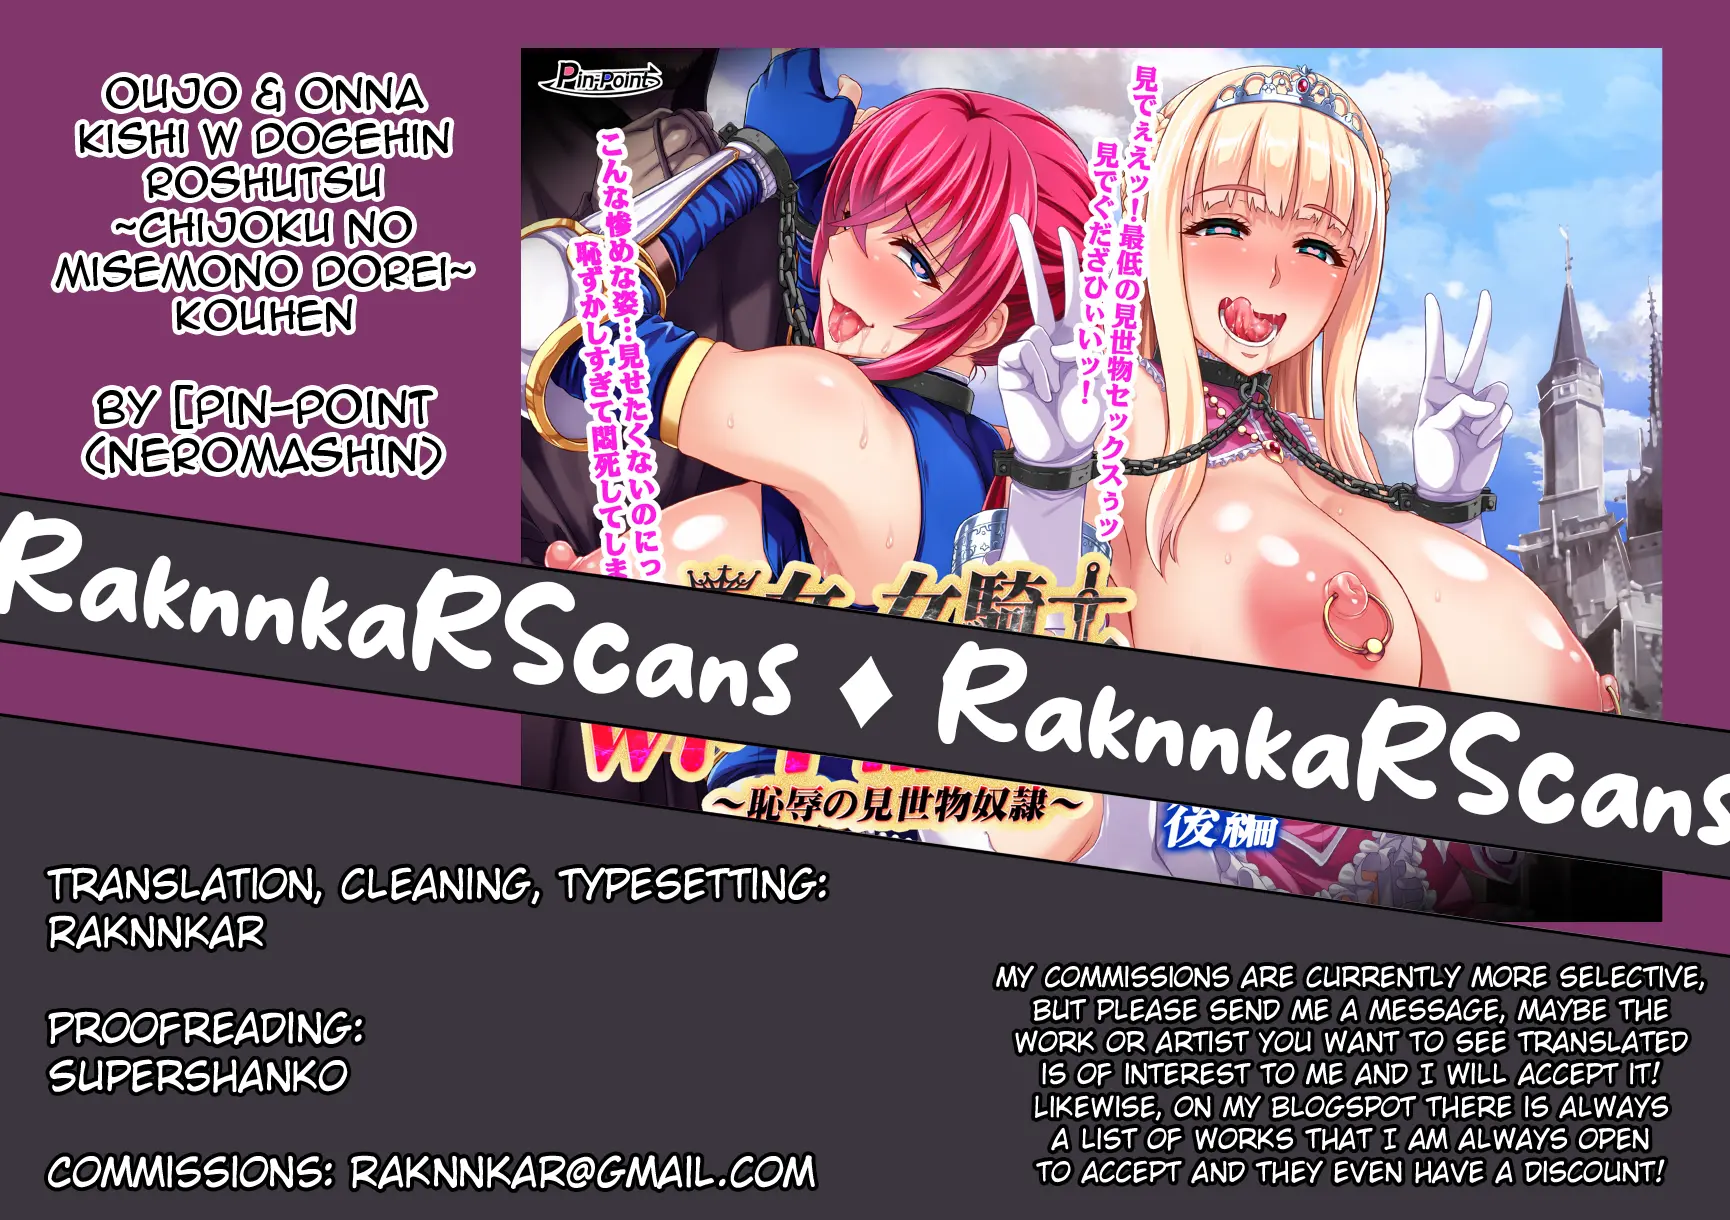 OUJO & ONNA
KISHI W DOGEHIN
ROSHUTSU
~CHIJOKU NO
MISEMONO DOREI~
KOUHEN
BY [PIN-POINT
(NEROMASHIN)
Pin-Point
見でぇえッ！最低の見世物セックスぅッ
見でぐだざひぃいッ！
こんな惨めな姿…見せたくないのにっ
恥ずかしすぎて悶死してしま
女騎士
～恥辱の見世物奴隷～
後編
RaknnkaRScans ♦ RaknnkaRScans
TRANSLATION, CLEANING, TYPESETTING:
RAKNNKAR
PROOFREADING:
SUPERSHANKO
COMMISSIONS: RAKNNKAR@GMAIL.COM
MY COMMISSIONS ARE CURRENTLY MORE SELECTIVE,
BUT PLEASE SEND ME A MESSAGE, MAYBE THE
WORK OR ARTIST YOU WANT TO SEE TRANSLATED
IS OF INTEREST TO ME AND I WILL ACCEPT IT!
LIKEWISE, ON MY BLOGSPOT THERE IS ALWAYS
A LIST OF WORKS THAT I AM ALWAYS OPEN
TO ACCEPT AND THEY EVEN HAVE A DISCOUNT!